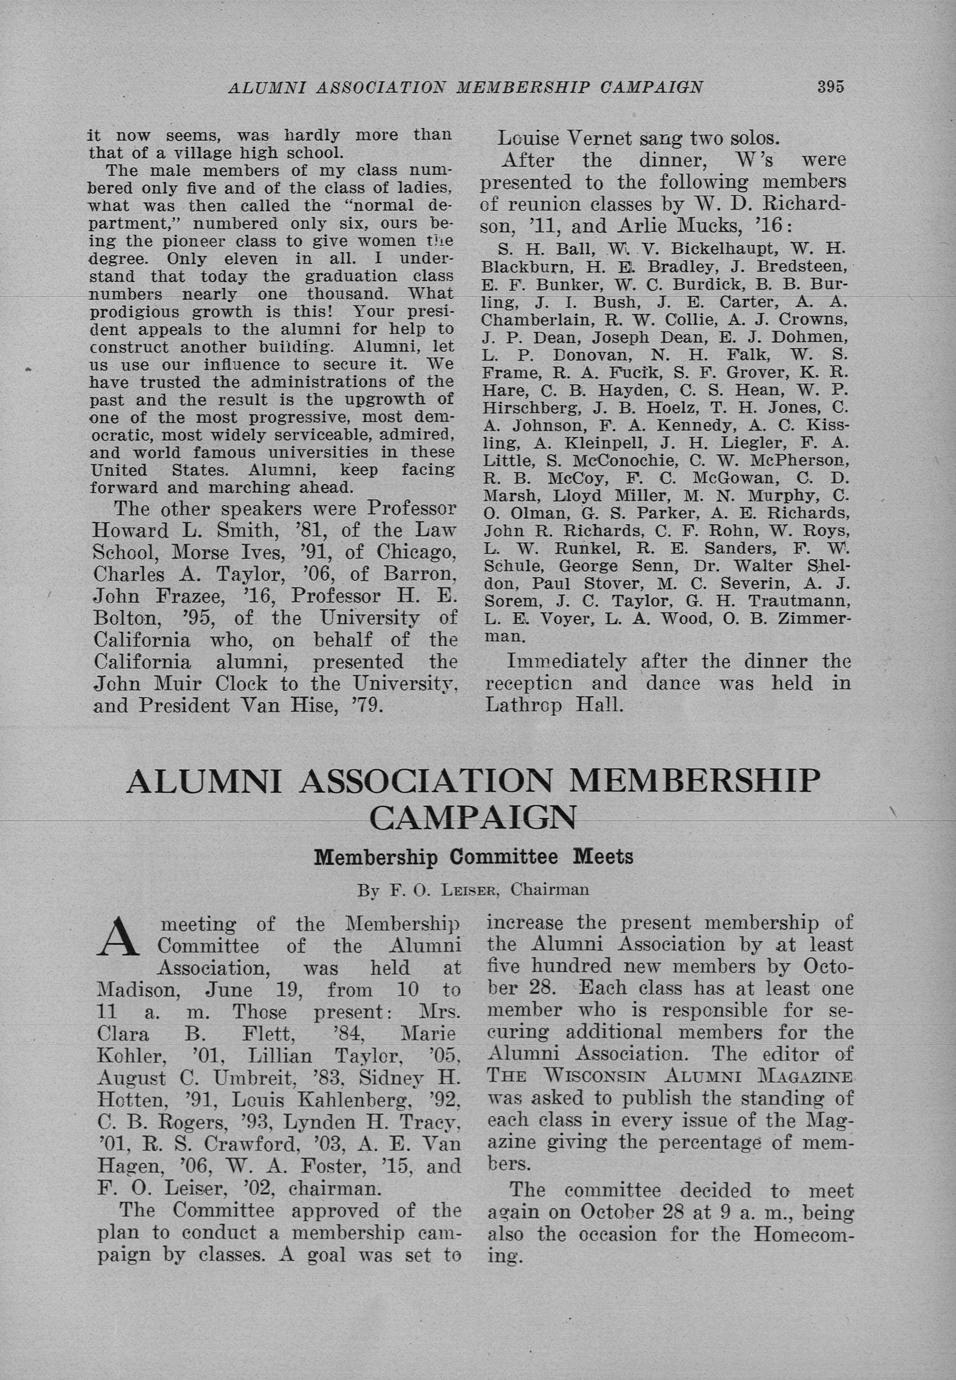 ALUMNI ASSOCIATION MEMBERSHIP CAMPAIGN 395
it now seems, was hardly more than
that of a village high school.
The male members of my class num-
bered only five and of the class of ladies,
what was then called the “normal de-
partment,” numbered only six, ours be-
ing the pioneer class to give women the
degree. Only eleven in all. I under-
stand that today the graduation class
numbers nearly one thousand. What
prodigious growth is this! Your presi-
dent appeals to the alumni for help to
construct another building. Alumni, let
us use our influence to secure it. We
have trusted the administrations of the
past and the result is the upgrowth of
one of the most progressive, most dem-
ocratic, most widely serviceable, admired,
and world famous universities in these
United States. Alumni, keep facing
forward and marching ahead.
The other speakers were Professor
Howard L. Smith, ’81, of the Law
School, Morse Ives, ’91, of Chicago,
Charles A. Taylor, ’06, of Barron,
John Frazee, ’16, Professor H. E.
Bolton, ’95, of the University of
California who, on behalf of the
California alumni, presented the
John Muir Clock to the University,
and President Van Hise, ’79.
Louise Vernet sang two solos.
After the dinner, W’s were
presented to the following members
of reunion classes by W. D. Richard-
son, ’11, and Arlie Mucks, ’16:
S. H. Ball, W. V. Bickelhaupt, W. H.
Blackburn, H. E. Bradley, J. Bredsteen,
E. F. Bunker, W. C. Burdick, B. B. Bur-
ling, J. I. Bush, J. E. Carter, A. A.
Chamberlain, R. W. Collie, A. J. Crowns,
J. P. Dean, Joseph Dean, E. J. Dohmen,
L. P. Donovan, N. H. Falk, W. S.
Frame, R. A. Fucik, S. F. Grover, K. R.
Hare, C. B. Hayden, C. S. Hean, W. P.
Hirschberg, J. B. Hoelz, T. H. Jones, C.
A. Johnson, F. A. Kennedy, A. C. Kiss-
ling, A. Kleinpell, J. H. Liegler, F. A.
Little, S. McConochie, C. W. McPherson,
R. B. McCoy, F. C. McGowan, C. D.
Marsh, Lloyd Miller, M. N. Murphy, C.
O. Olman, G. S. Parker, A. E. Richards,
John R. Richards, C. F. Rohn, W. Roys,
L. W. Runkel, R. E. Sanders, F. W.
Schule, George Senn, Dr. Walter Shel-
don, Paul Stover, M. C. Severin, A. J.
Sorem, J. C. Taylor, G. H. Trautmann,
L. E. Voyer, L. A. Wood, O. B. Zimmer-
man.
Immediately after the dinner the
reception and dance was held in
Lathrop Hall.
ALUMNI ASSOCIATION MEMBERSHIP
CAMPAIGN
Membership Committee Meets
By F. O. LEISER, Chairman
A meeting of the Membership
Committee of the Alumni
Association, was held at
Madison, June 19, from 10 to
11 a. m. Those present: Mrs.
Clara B. Flett, ’84, Marie
Kohler, ’01, Lillian Taylor, ’05,
August C. Umbreit, ’83, Sidney H.
Hotten, ’91, Louis Kahlenberg, ’92,
C. B. Rogers, ’93, Lynden H. Tracy,
’01, R. S. Crawford, ’03, A. E. Van
Hagen, ’06, W. A. Foster, ’15, and
F. O. Leiser, ’02, chairman.
The Committee approved of the
plan to conduct a membership cam-
paign by classes. A goal was set to
increase the present membership of
the Alumni Association by at least
five hundred new members by Octo-
ber 28. Each class has at least one
member who is responsible for se-
curing additional members for the
Alumni Association. The editor of
THE WISCONSIN ALUMNI MAGAZINE
was asked to publish the standing of
each class in every issue of the Mag-
azine giving the percentage of mem-
bers.
The committee decided to meet
again on October 28 at 9 a. m., being
also the occasion for the Homecom-
ing.